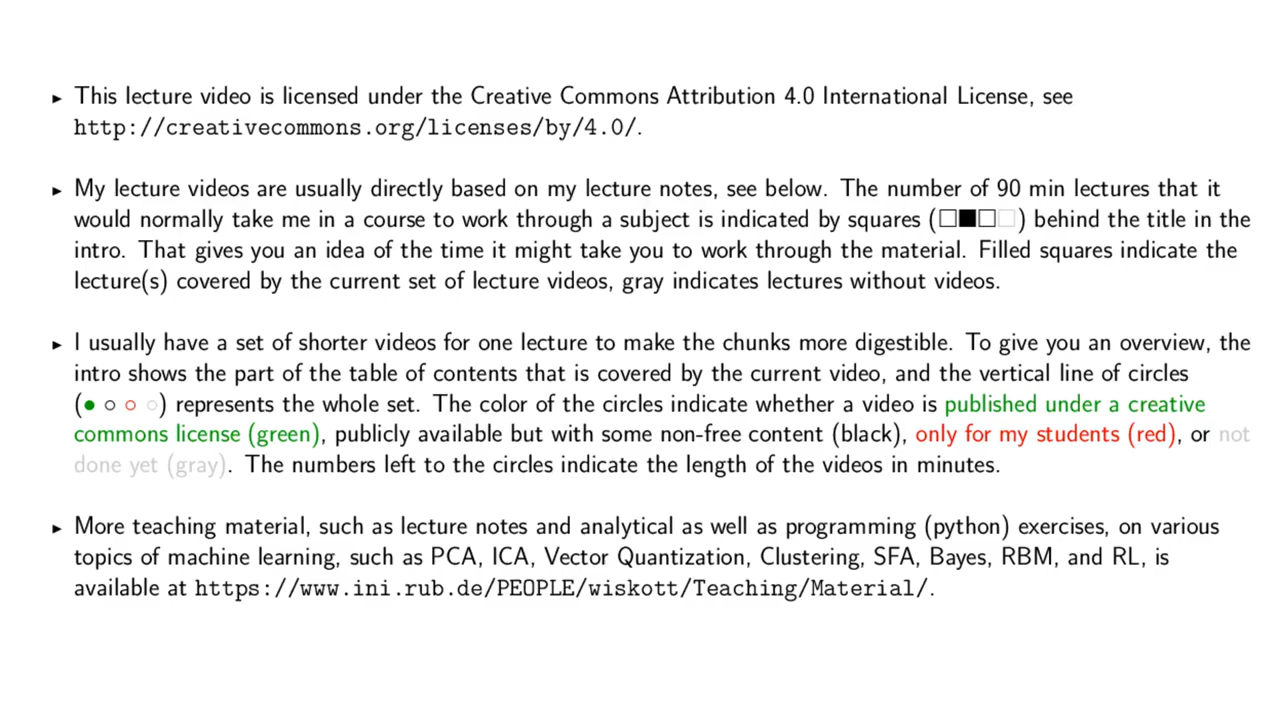 ▸ This lecture video is licensed under the Creative Commons Attribution 4.0 International License, see
http://creativecommons.org/licenses/by/4.0/.
▸ My lecture videos are usually directly based on my lecture notes, see below. The number of 90 min lectures that it
would normally take me in a course to work through a subject is indicated by squares (□■□□) behind the title in the
intro. That gives you an idea of the time it might take you to work through the material. Filled squares indicate the
lecture(s) covered by the current set of lecture videos, gray indicates lectures without videos.
▸ I usually have a set of shorter videos for one lecture to make the chunks more digestible. To give you an overview, the
intro shows the part of the table of contents that is covered by the current video, and the vertical line of circles
(● ○ ○ ○) represents the whole set. The color of the circles indicate whether a video is published under a creative
commons license (green), publicly available but with some non-free content (black), only for my students (red), or not
done yet (gray). The numbers left to the circles indicate the length of the videos in minutes.
▸ More teaching material, such as lecture notes and analytical as well as programming (python) exercises, on various
topics of machine learning, such as PCA, ICA, Vector Quantization, Clustering, SFA, Bayes, RBM, and RL, is
available at https://www.ini.rub.de/PEOPLE/wiskott/Teaching/Material/.